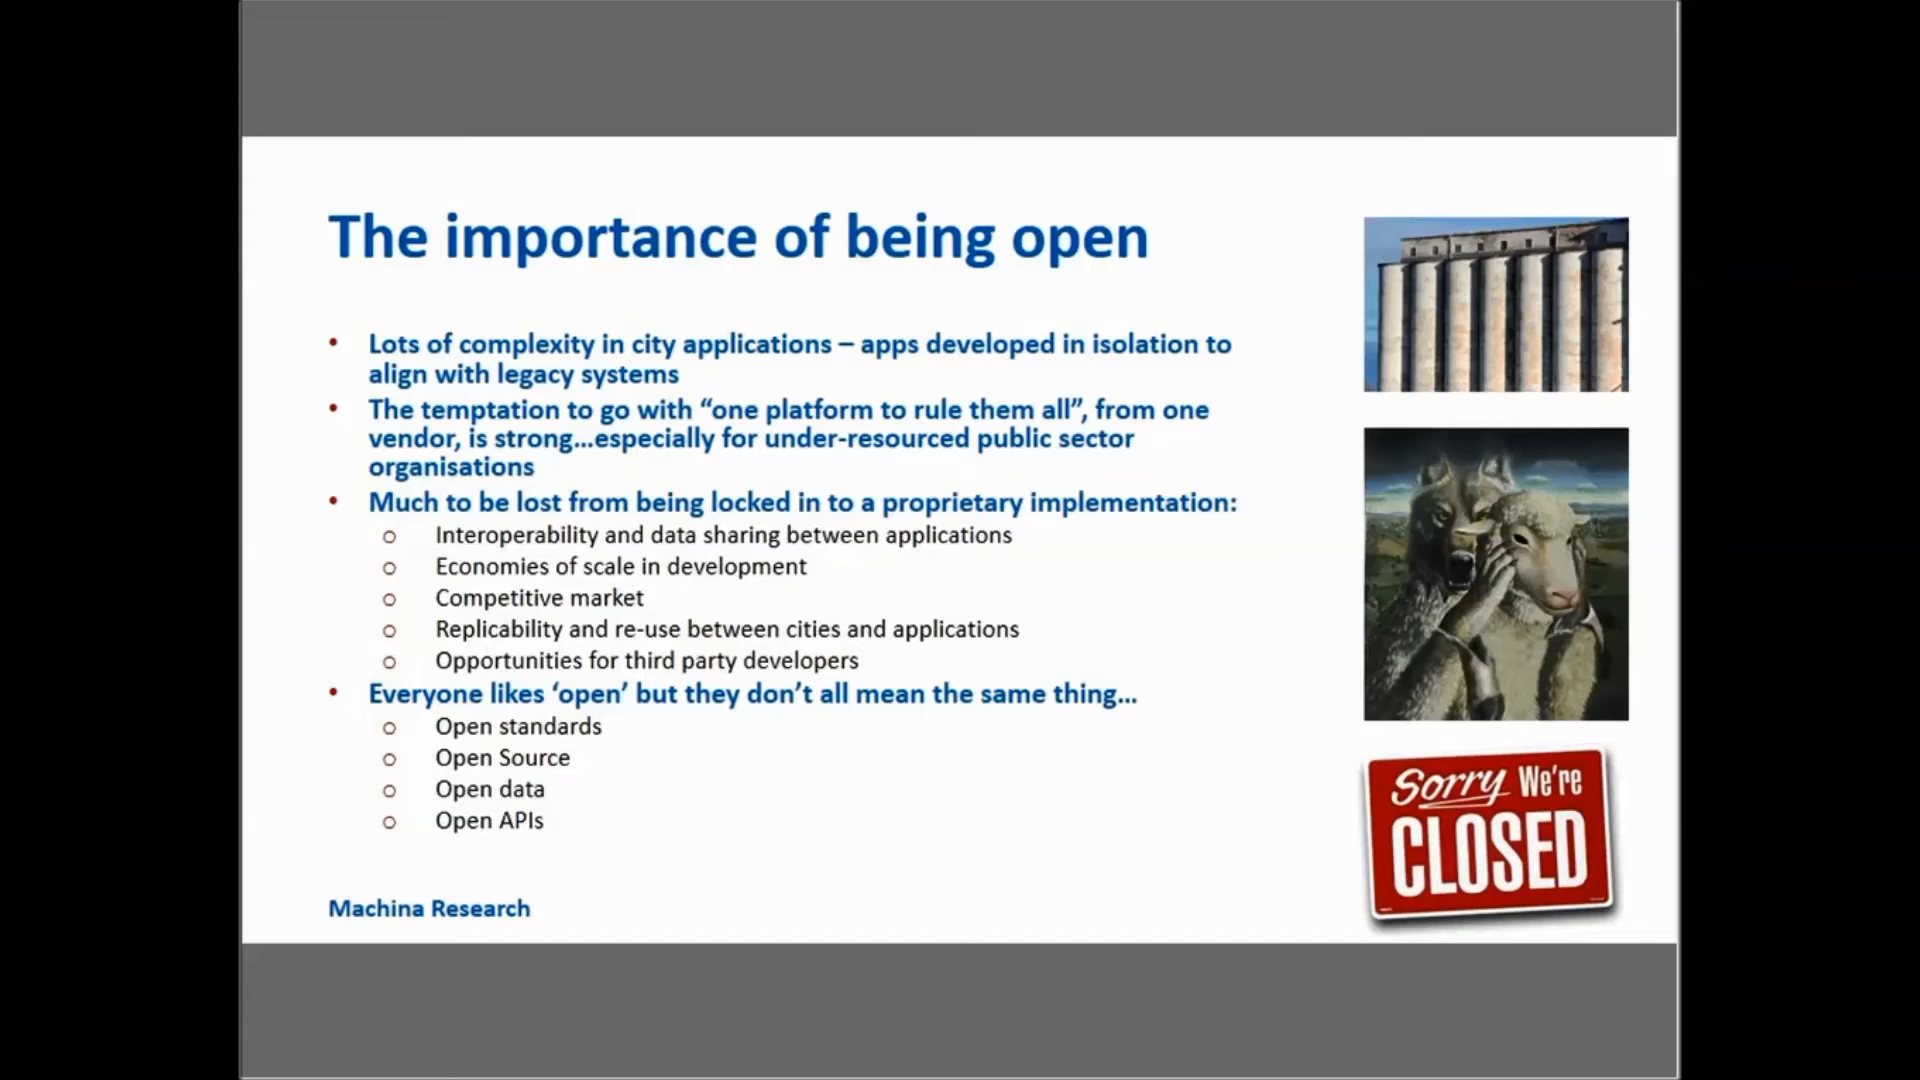 The importance of being open
• Lots of complexity in city applications – apps developed in isolation to
align with legacy systems
• The temptation to go with “one platform to rule them all”, from one
vendor, is strong…especially for under-resourced public sector
organisations
• Much to be lost from being locked in to a proprietary implementation:
o Interoperability and data sharing between applications
o Economies of scale in development
o Competitive market
o Replicability and re-use between cities and applications
o Opportunities for third party developers
• Everyone likes ‘open’ but they don’t all mean the same thing…
o Open standards
o Open Source
o Open data
o Open APIs
Machina Research
Sorry We're
CLOSED